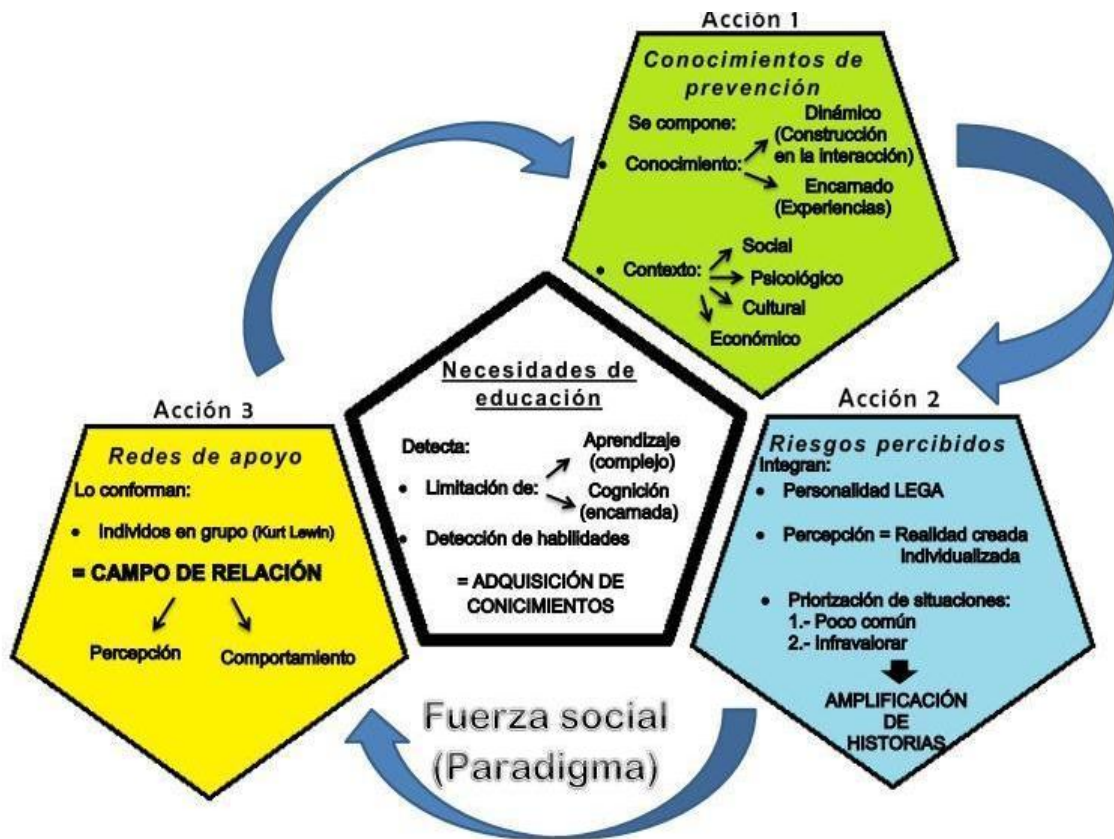 Acción 1
Conocimientos de
prevención
Se compone:
Dinámico
(Construcción
en la interacción)
• Conocimiento:
Encarnado
(Experiencias)
Social
• Contexto:
Psicológico
Cultural
Económico
Necesidades de
educación
Detecta:
Aprendizaje
(complejo)
• Limitación de:
Cognición
(encarnada)
• Detección de habilidades
= ADQUISICIÓN DE
CONICIMIENTOS
Acción 2
Riesgos percibidos
Integran:
• Personalidad LEGA
• Percepción = Realidad creada
Individualizada
• Priorización de situaciones:
1.- Poco común
2.- Infravalorar
AMPLIFICACIÓN
DE
HISTORIAS
Acción 3
Redes de apoyo
Lo conforman:
• Individos en grupo (Kurt Lewin)
= CAMPO DE RELACIÓN
Percepción
Comportamiento
Fuerza social
(Paradigma)